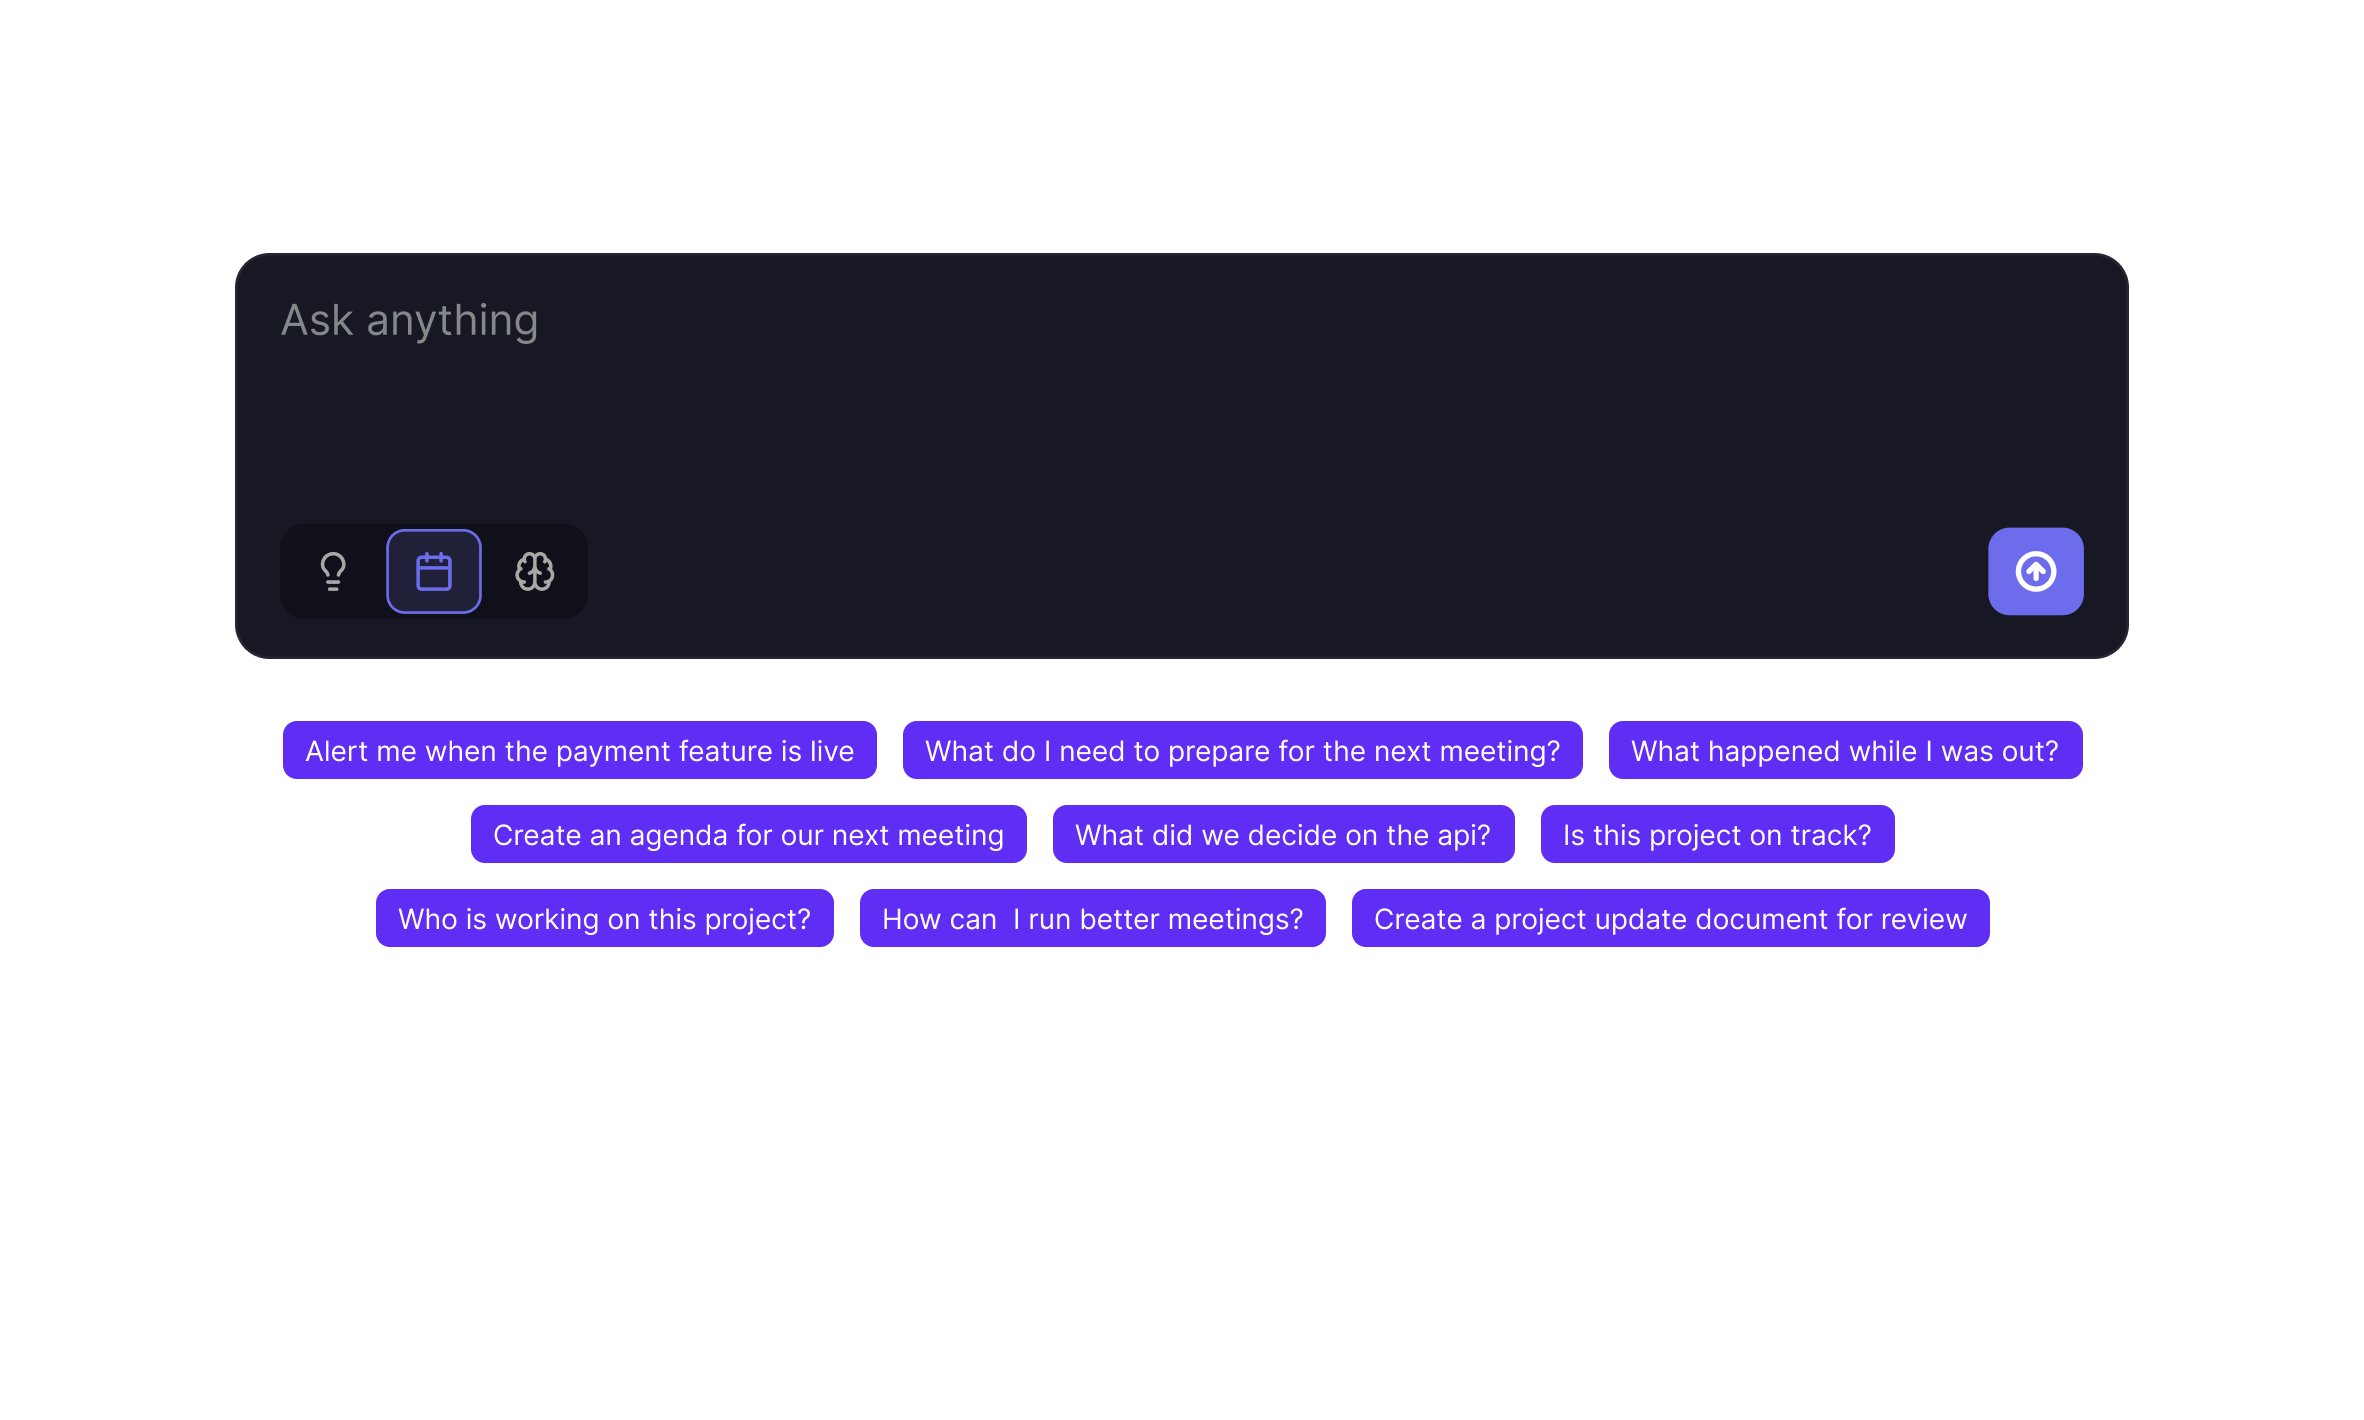 Ask anything
Alert me when the payment feature is live
What do I need to prepare for the next meeting?
What happened while I was out?
Create an agenda for our next meeting
What did we decide on the api?
Is this project on track?
Who is working on this project?
How can  I run better meetings?
Create a project update document for review